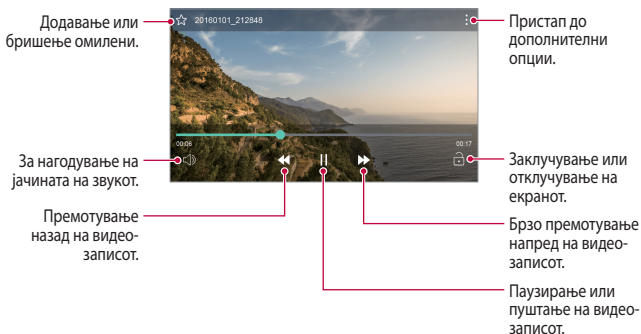 Додавање или
бришење омилени.
20160101_212848
Пристап до
дополнителни
опции.
00:06
00:17
За нагодување на
јачината на звукот.
Заклучување или
отклучување на
екранот.
Премотување
назад на видео-
записот.
Брзо премотување
напред на видео-
записот.
Паузирање или
пуштање на видео-
записот.